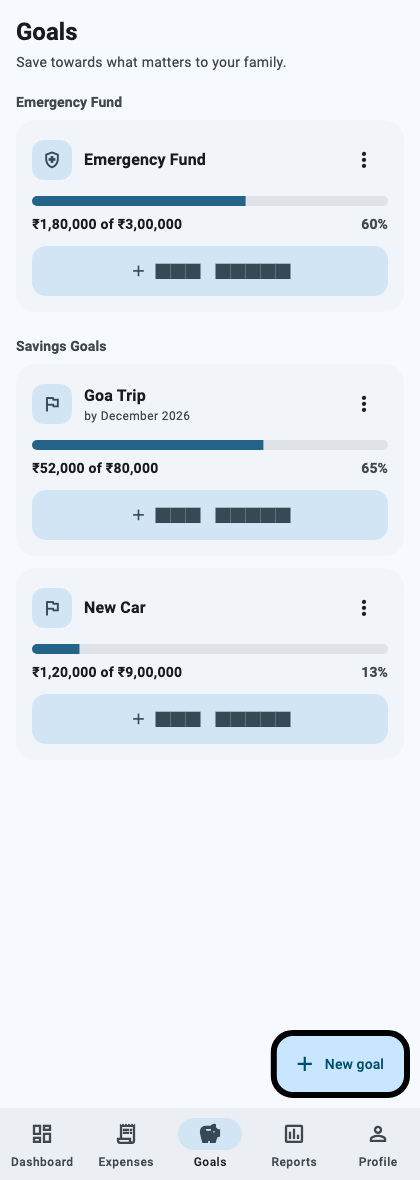 Goals
Save towards what matters to your family.
Emergency Fund
Emergency Fund
₹1,80,000 of ₹3,00,000 60%
+
Savings Goals
Goa Trip
by December 2026
₹52,000 of ₹80,000 65%
+
New Car
₹1,20,000 of ₹9,00,000 13%
+
+ New goal
Dashboard Expenses Goals Reports Profile